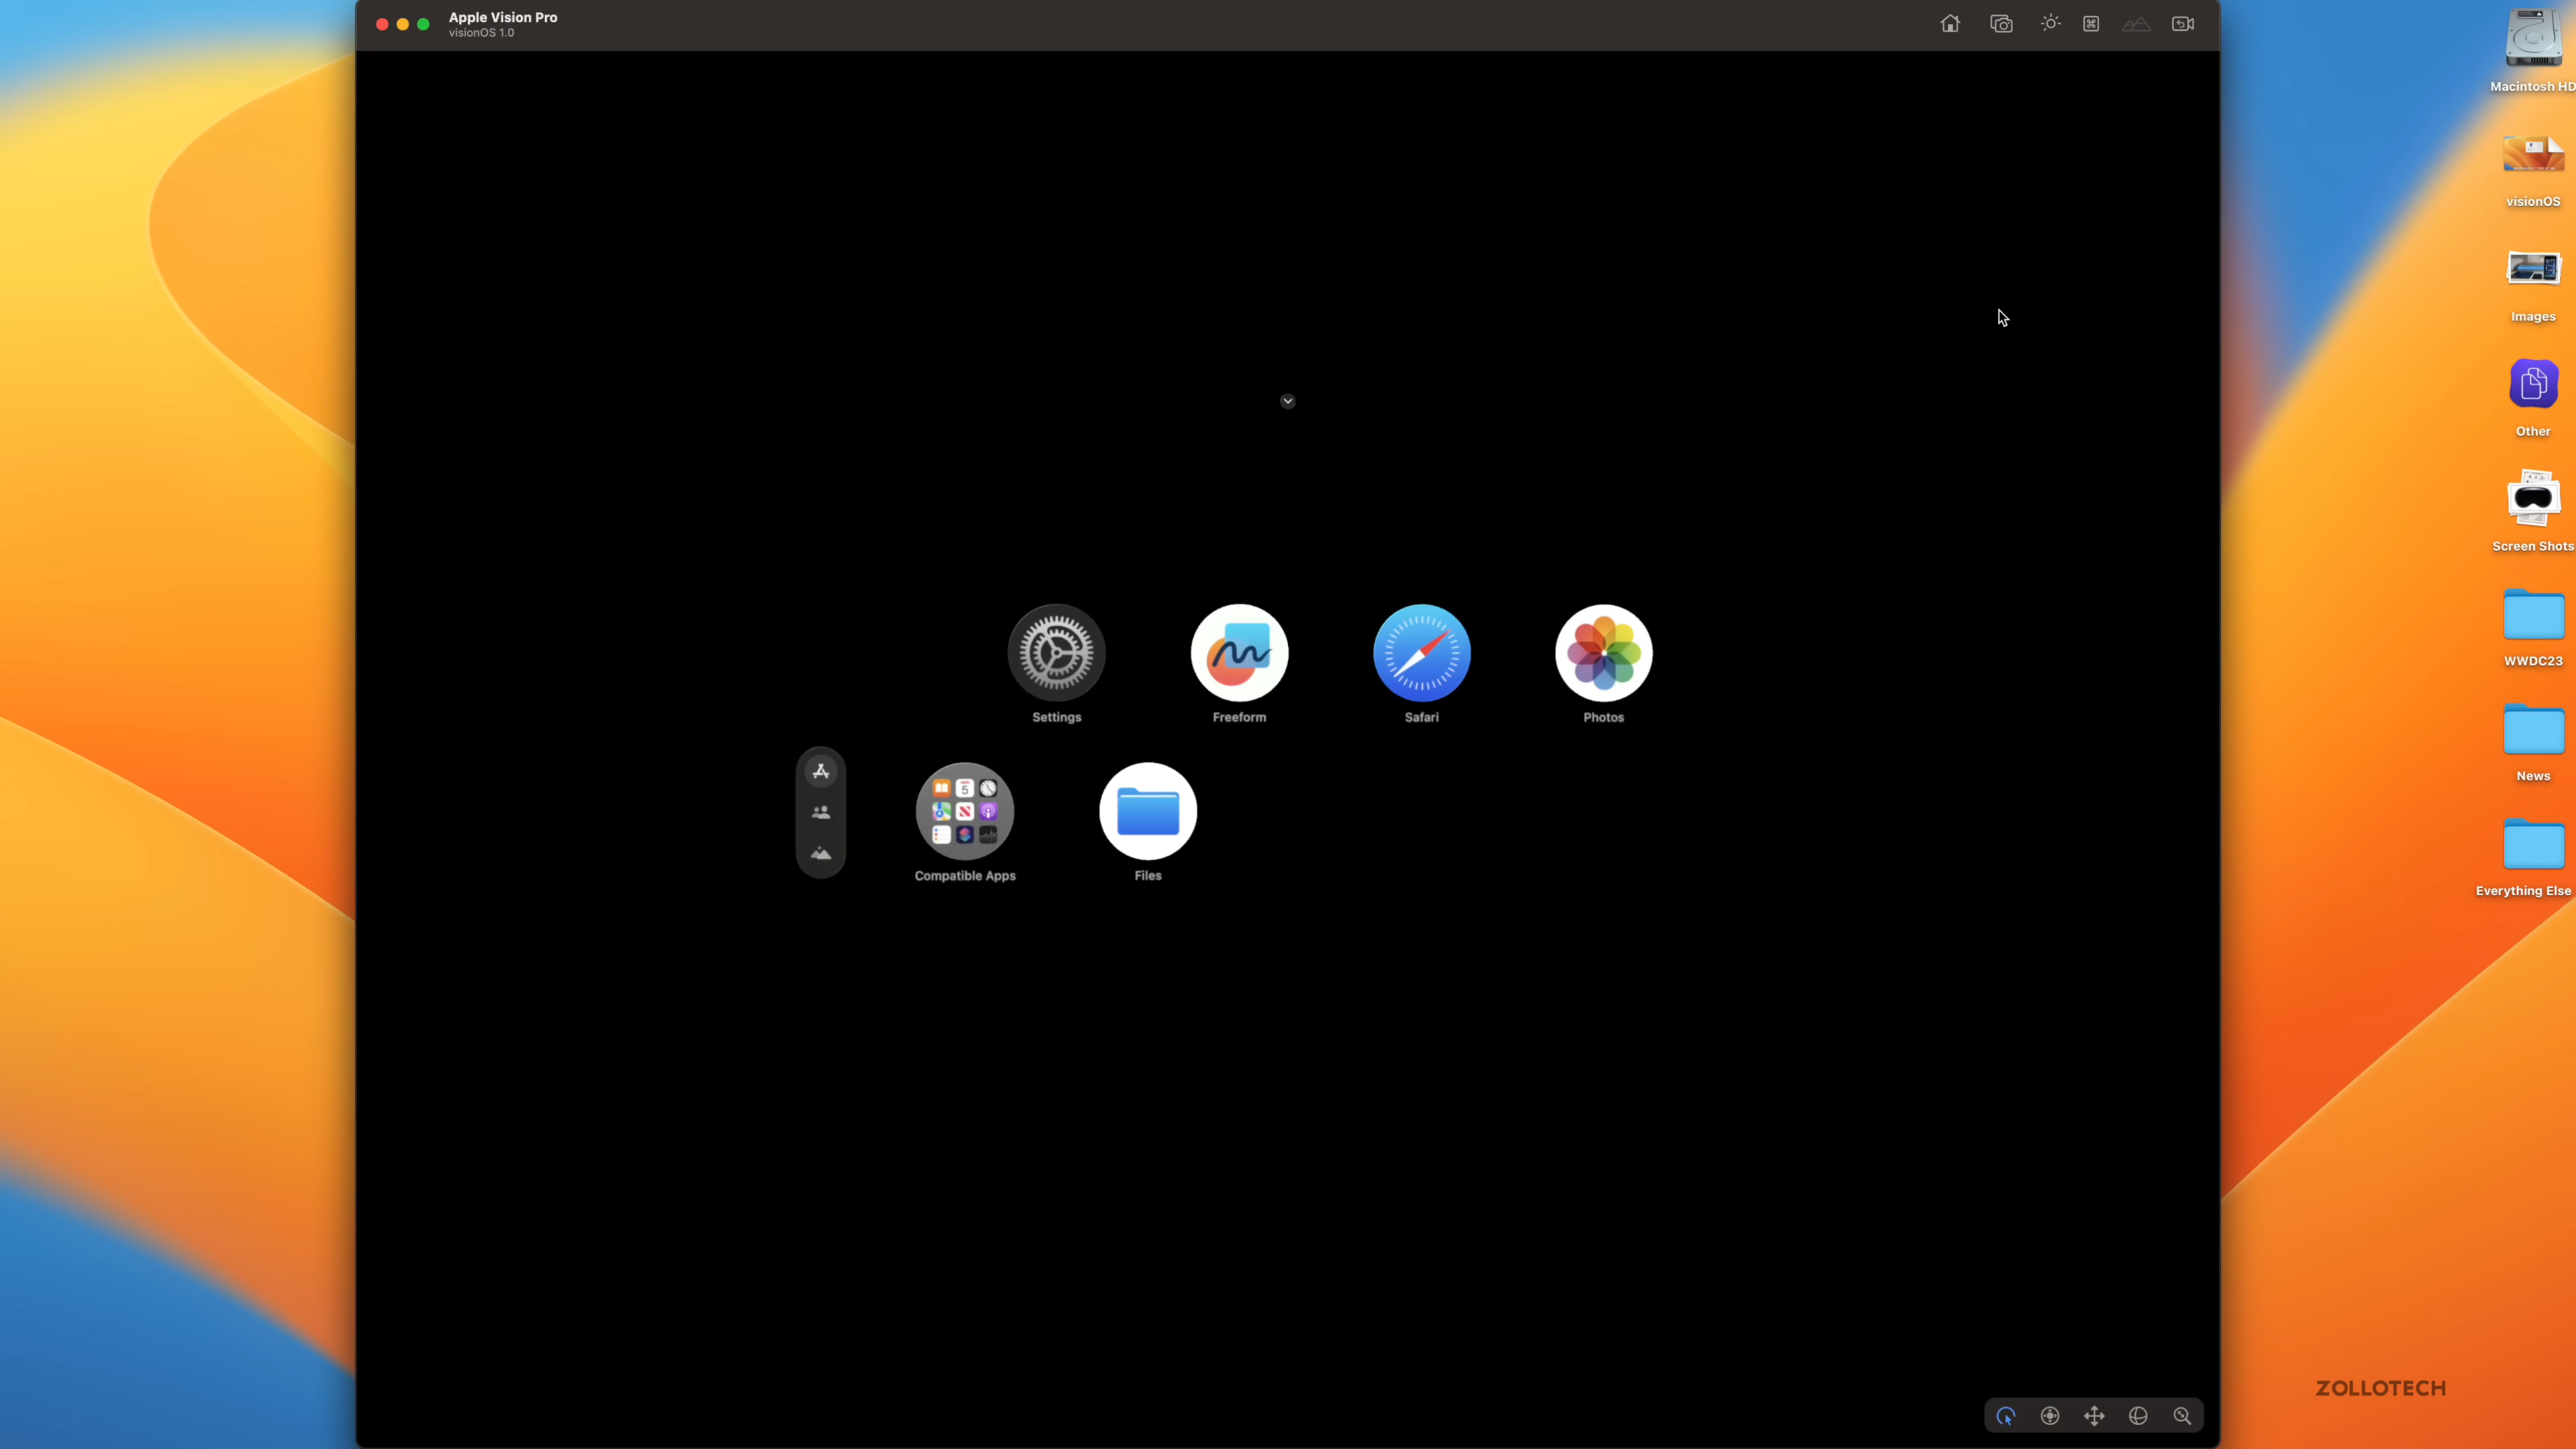 Apple Vision Pro
visionOS 1.0
Macintosh HD
visionOS
Images
Other
Screen Shots
WWDC23
News
Everything Else
Settings
Freeform
Safari
Photos
5
Compatible Apps
Files
ZOLLOTECH